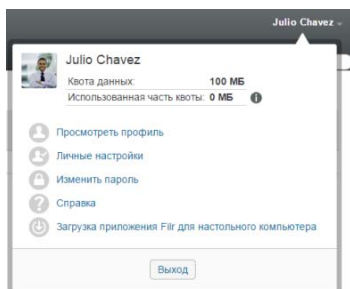 Julio Chavez
Julio Chavez
Квота данных: 100 МБ
Использованная часть квоты: 0 МБ
Просмотреть профиль
Личные настройки
Изменить пароль
Справка
Загрузка приложения Filr для настольного компьютера
Выход